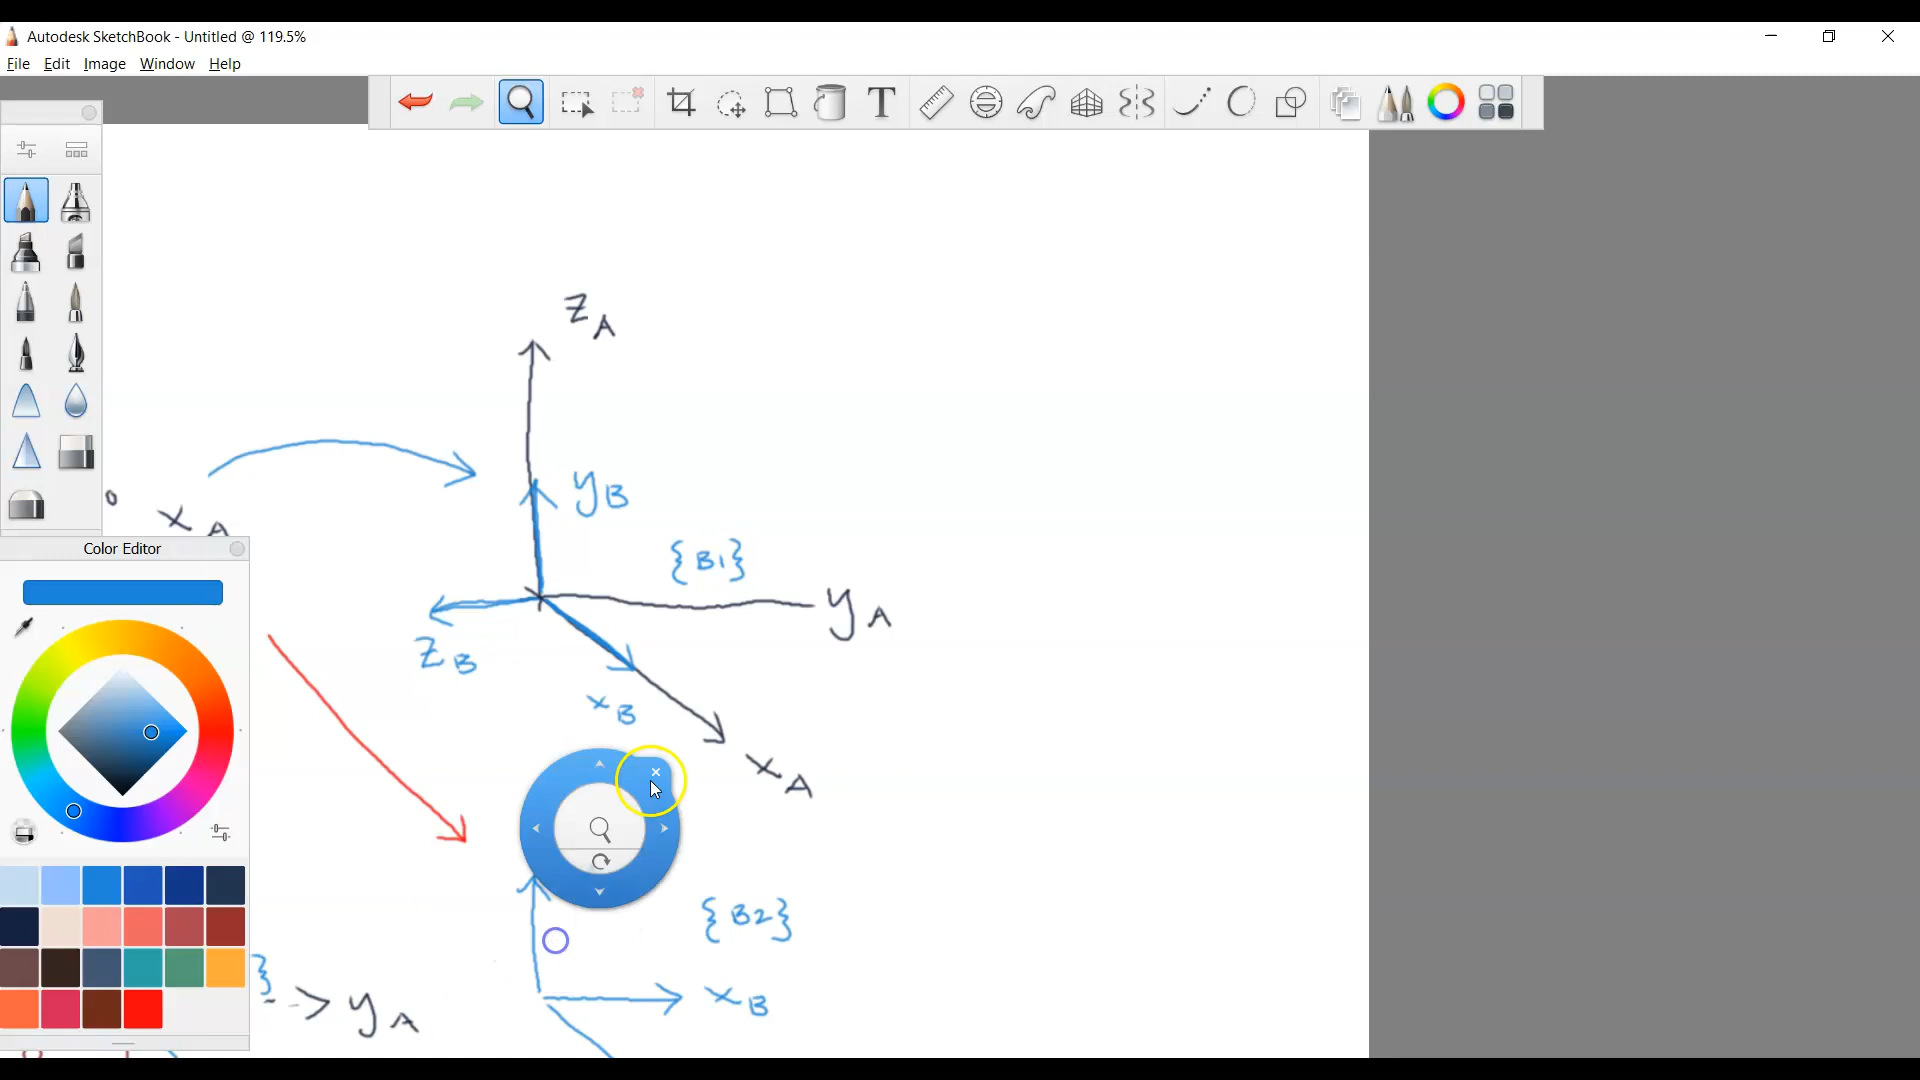 Autodesk SketchBook - Untitled @ 119.5%
File Edit Image Window Help
T
z A
y B
{B1}
x A
y A
z B
x B
x A
Color Editor
{B2}
x B
y A